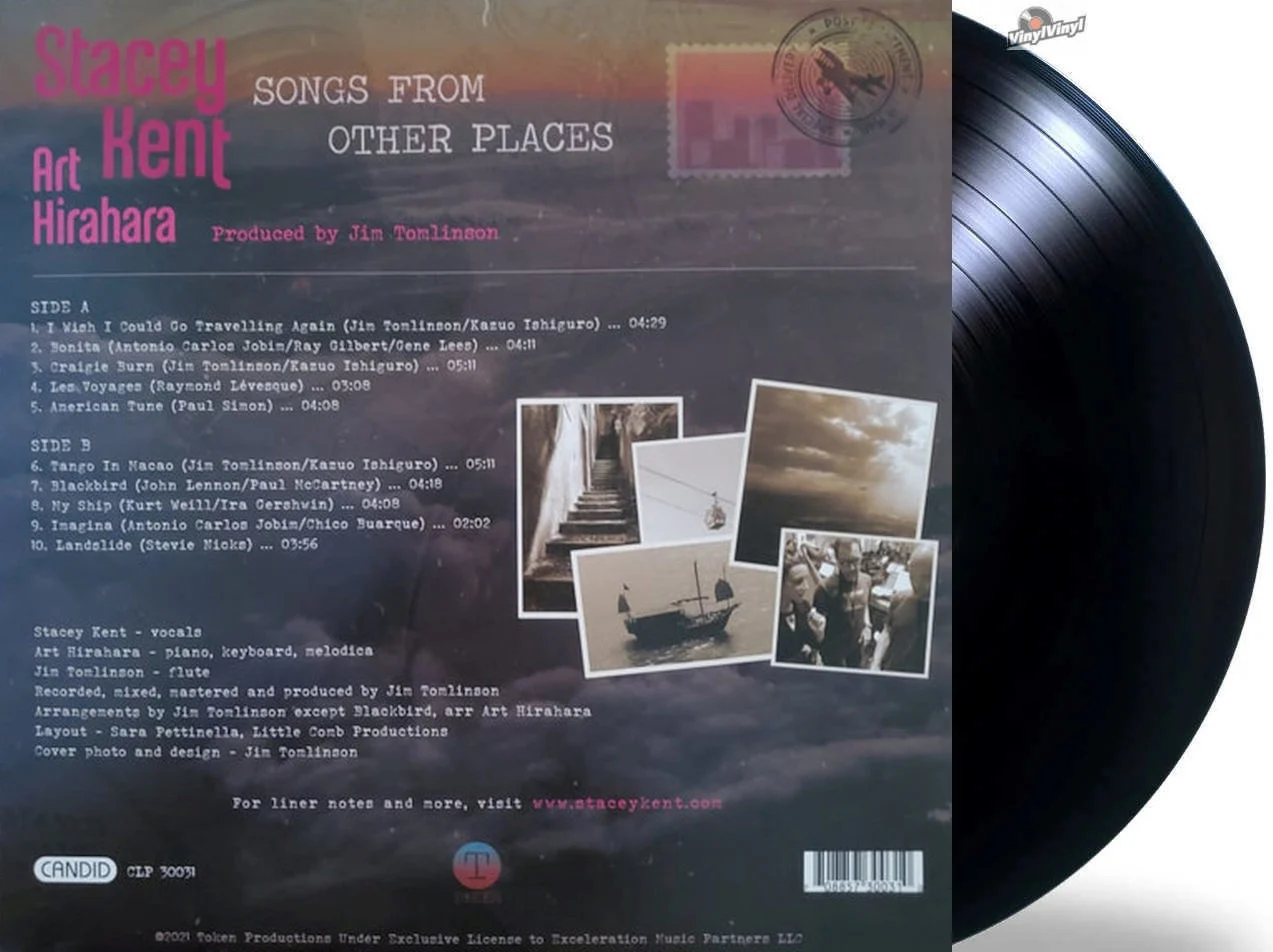 VinylVinyl
Stacey
Kent
Art
Hirahara
SONGS FROM
OTHER PLACES
Produced by Jim Tomlinson
SPECIAL DELIVERY
SIDE A
1. I Wish I Could Go Travelling Again (Jim Tomlinson/Kazuo Ishiguro) ... 04:29
2. Bonita (Antonio Carlos Jobim/Ray Gilbert/Gene Lees) ... 04:11
3. Craigie Burn (Jim Tomlinson/Kazuo Ishiguro) ... 05:11
4. Les Voyages (Raymond Lévesque) ... 03:08
5. American Tune (Paul Simon) ... 04:08
SIDE B
6. Tango In Macao (Jim Tomlinson/Kazuo Ishiguro) ... 05:11
7. Blackbird (John Lennon/Paul McCartney) ... 04:18
8. My Ship (Kurt Weill/Ira Gershwin) ... 04:08
9. Imagina (Antonio Carlos Jobim/Chico Buarque) ... 02:02
10. Landslide (Stevie Nicks) ... 03:56
Stacey Kent - vocals
Art Hirahara - piano, keyboard, melodica
Jim Tomlinson - flute
Recorded, mixed, mastered and produced by Jim Tomlinson
Arrangements by Jim Tomlinson except Blackbird, arr Art Hirahara
Layout - Sara Pettinella, Little Comb Productions
Cover photo and design - Jim Tomlinson
For liner notes and more, visit www.staceykent.com
CANDID CLP 30031
T
©2021 Token Productions Under Exclusive License to Exceleration Music Partners LLC